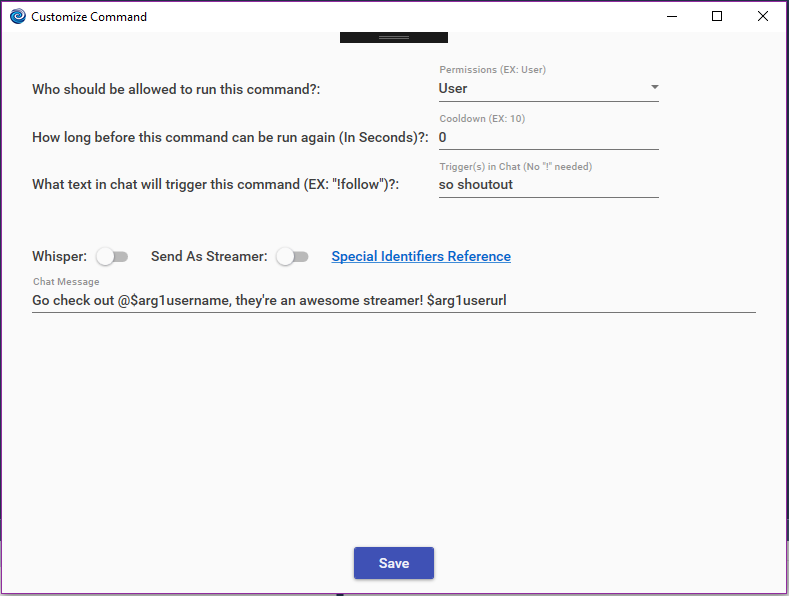 Customize Command
Permissions (EX: User)
Who should be allowed to run this command?: User
Cooldown (EX: 10)
How long before this command can be run again (In Seconds)?: 0
Trigger(s) in Chat (No "!" needed)
What text in chat will trigger this command (EX: "!follow")?: so shoutout
Whisper: Send As Streamer: Special Identifiers Reference
Chat Message
Go check out @$arg1username, they're an awesome streamer! $arg1userurl
Save